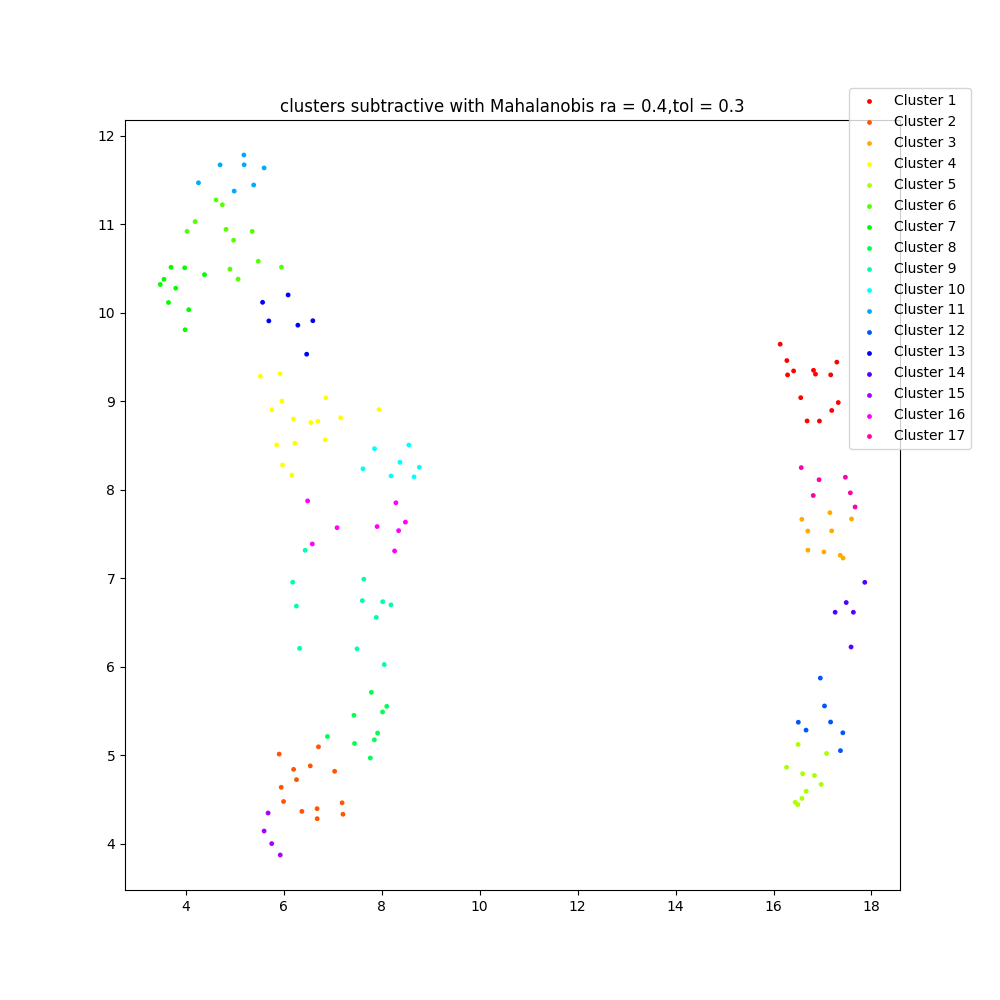 clusters subtractive with Mahalanobis ra = 0.4,tol = 0.3
Cluster 1
Cluster 2
Cluster 3
Cluster 4
Cluster 5
Cluster 6
Cluster 7
Cluster 8
Cluster 9
Cluster 10
Cluster 11
Cluster 12
Cluster 13
Cluster 14
Cluster 15
Cluster 16
Cluster 17
12
11
10
9
8
7
6
5
4
4 6 8 10 12 14 16 18